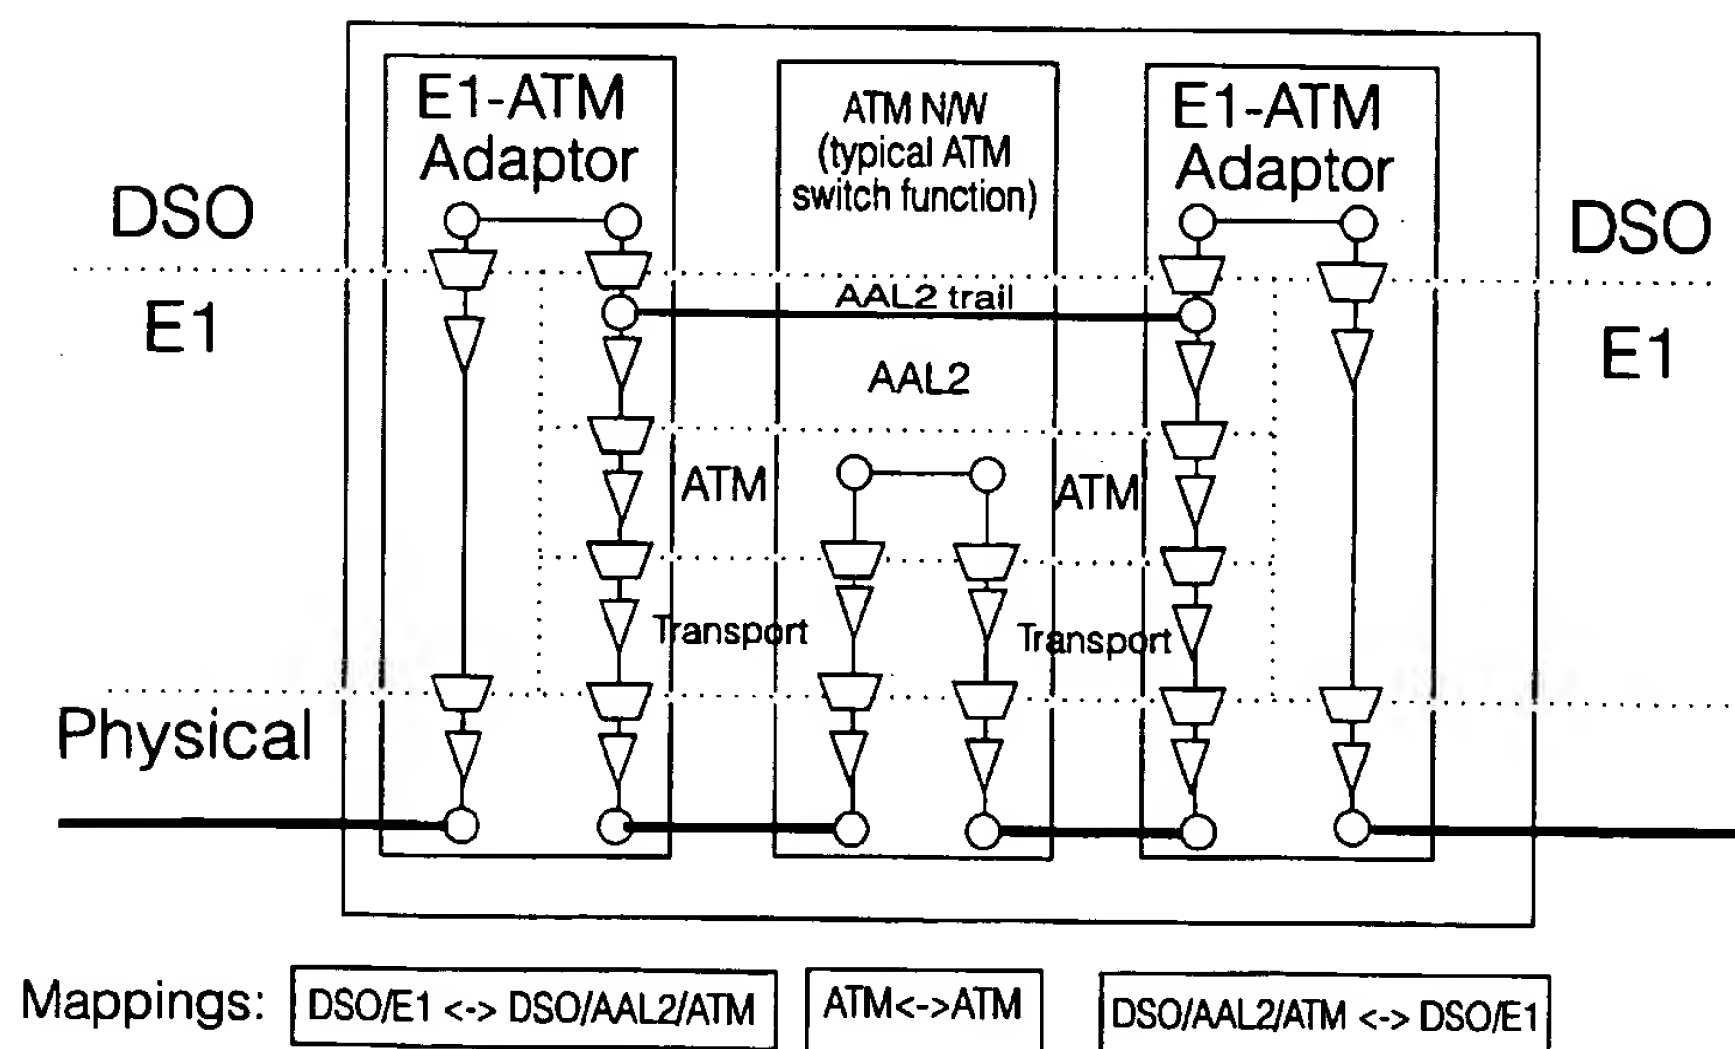 E1-ATM
Adaptor
ATM N/W
(typical ATM
switch function)
E1-ATM
Adaptor
DSO
DSO
E1
AAL2 trail
E1
AAL2
ATM
ATM
Transport
Transport
Physical
Mappings:
DSO/E1 <-> DSO/AAL2/ATM
ATM<->ATM
DSO/AAL2/ATM <-> DSO/E1